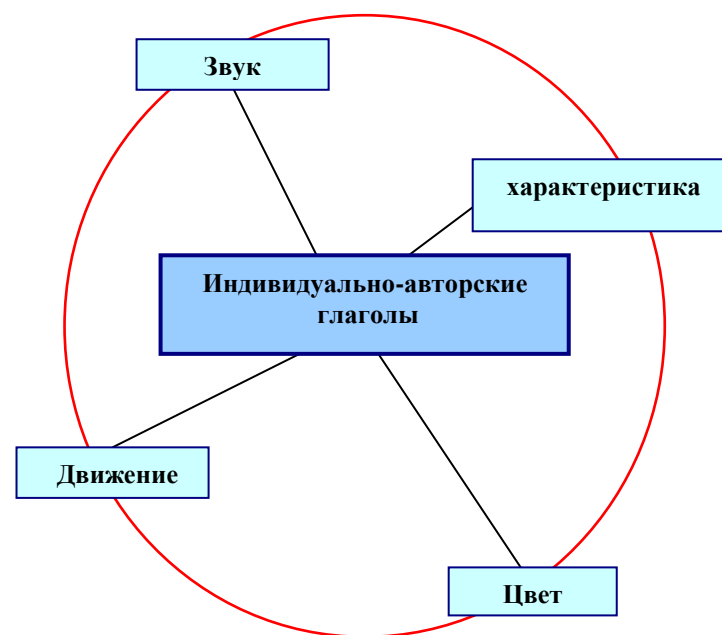 Звук
характеристика
Индивидуально-авторские
глаголы
Движение
Цвет